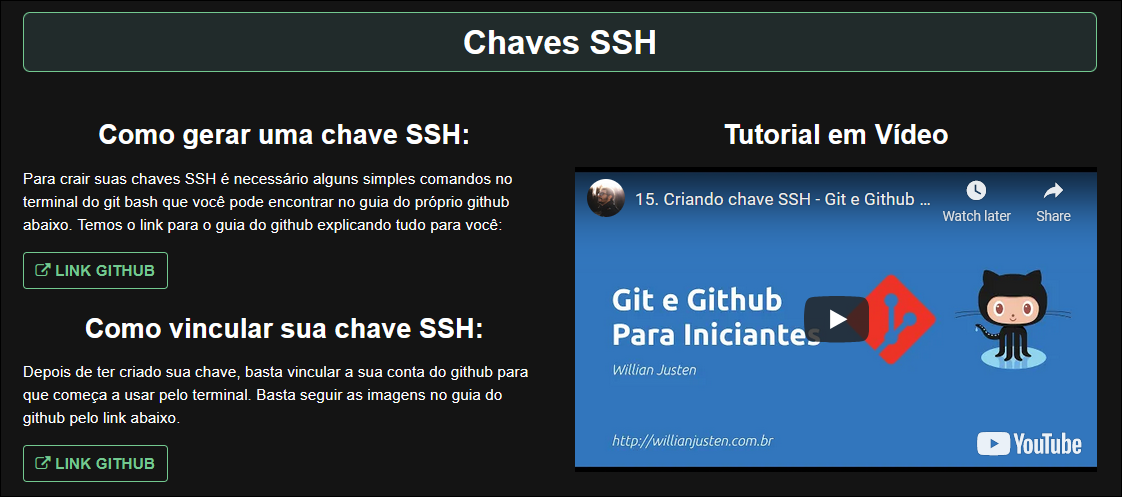 Chaves SSH
Como gerar uma chave SSH:
Para crair suas chaves SSH é necessário alguns simples comandos no
terminal do git bash que você pode encontrar no guia do próprio github
abaixo. Temos o link para o guia do github explicando tudo para você:
LINK GITHUB
Como vincular sua chave SSH:
Depois de ter criado sua chave, basta vincular a sua conta do github para
que começa a usar pelo terminal. Basta seguir as imagens no guia do
github pelo link abaixo.
LINK GITHUB
Tutorial em Vídeo
15. Criando chave SSH - Git e Github ...
Watch later
Share
Git e Github
Para Iniciantes
Willian Justen
http://willianjusten.com.br
YouTube